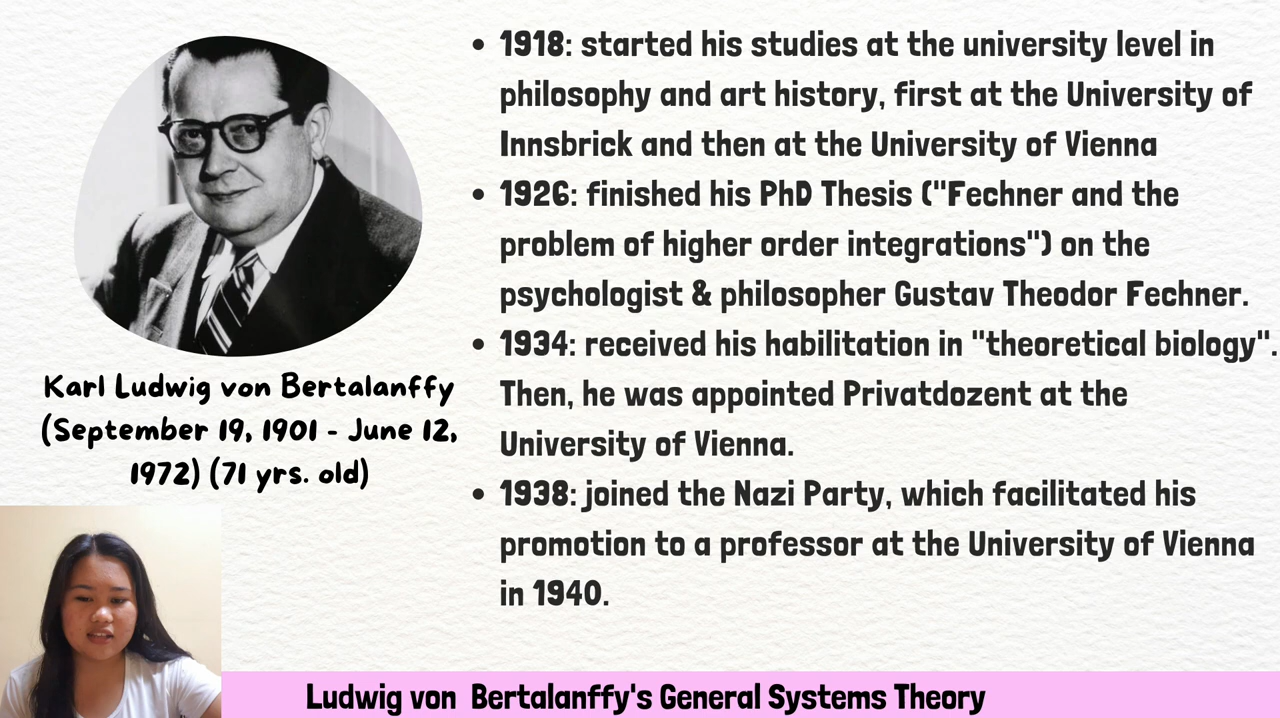 Karl Ludwig von Bertalanffy
(September 19, 1901 - June 12,
1972) (71 yrs. old)
• 1918: started his studies at the university level in
philosophy and art history, first at the University of
Innsbrick and then at the University of Vienna
• 1926: finished his PhD Thesis ("Fechner and the
problem of higher order integrations") on the
psychologist & philosopher Gustav Theodor Fechner.
• 1934: received his habilitation in "theoretical biology".
Then, he was appointed Privatdozent at the
University of Vienna.
• 1938: joined the Nazi Party, which facilitated his
promotion to a professor at the University of Vienna
in 1940.
Ludwig von Bertalanffy's General Systems Theory